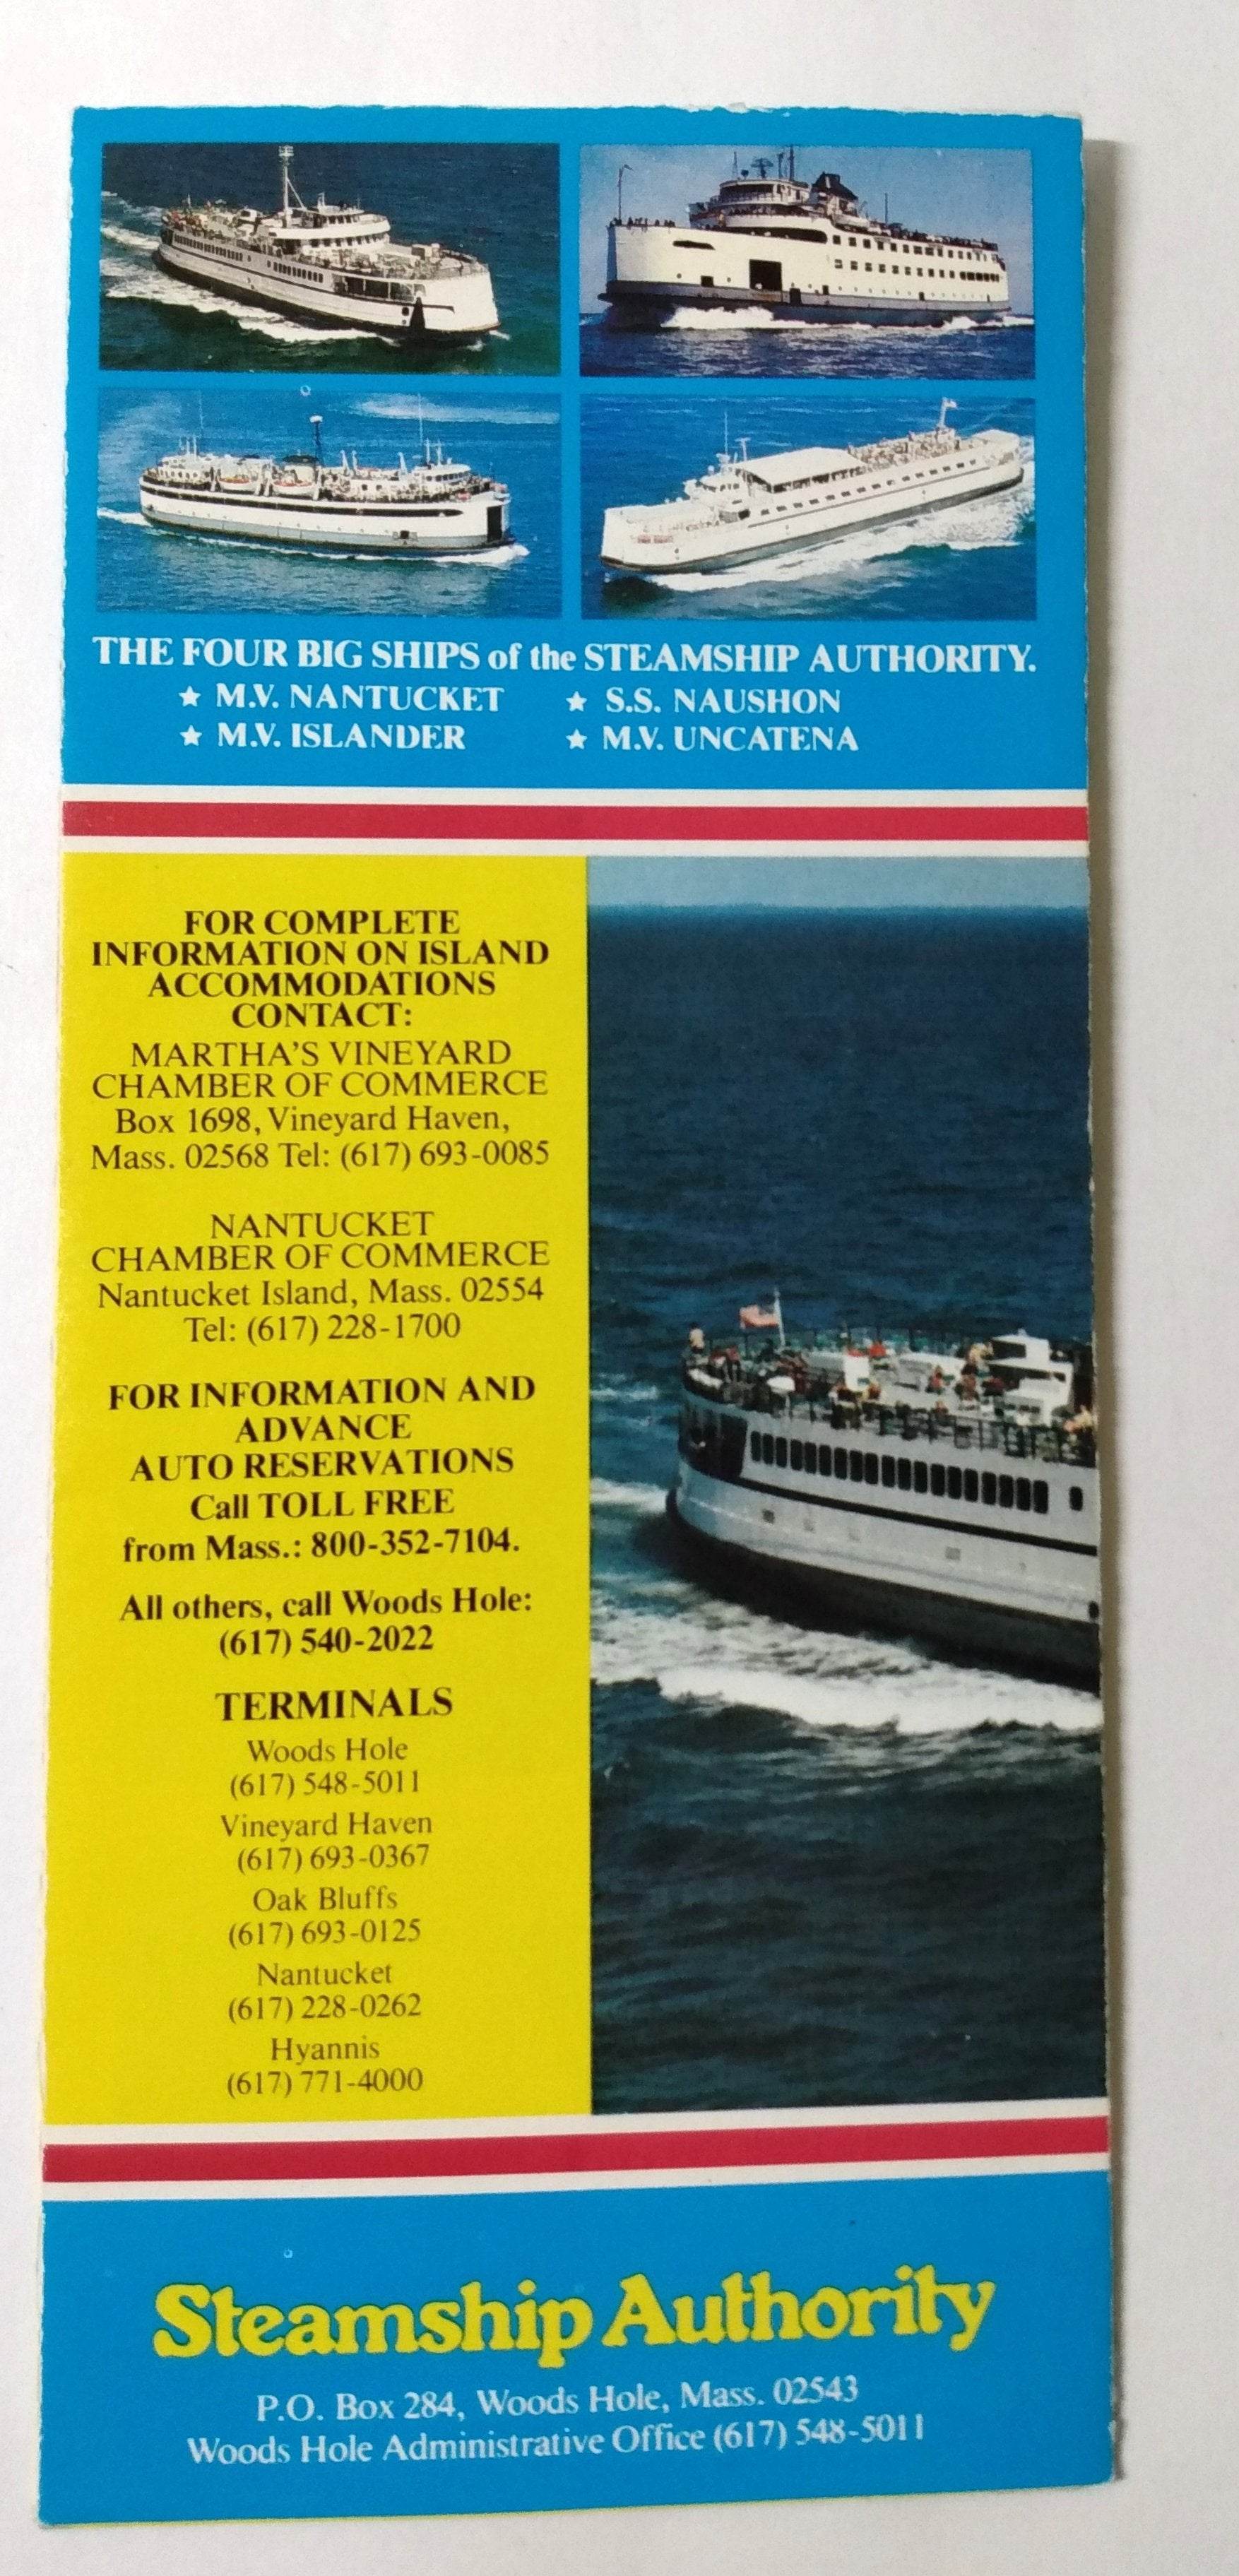 THE FOUR BIG SHIPS of the STEAMSHIP AUTHORITY.
★ M.V. NANTUCKET ★ S.S. NAUSHON
★ M.V. ISLANDER ★ M.V. UNCATENA
FOR COMPLETE
INFORMATION ON ISLAND
ACCOMMODATIONS
CONTACT:
MARTHA'S VINEYARD
CHAMBER OF COMMERCE
Box 1698, Vineyard Haven,
Mass. 02568 Tel: (617) 693-0085
NANTUCKET
CHAMBER OF COMMERCE
Nantucket Island, Mass. 02554
Tel: (617) 228-1700
FOR INFORMATION AND
ADVANCE
AUTO RESERVATIONS
Call TOLL FREE
from Mass.: 800-352-7104.
All others, call Woods Hole:
(617) 540-2022
TERMINALS
Woods Hole
(617) 548-5011
Vineyard Haven
(617) 693-0367
Oak Bluffs
(617) 693-0125
Nantucket
(617) 228-0262
Hyannis
(617) 771-4000
Steamship Authority
P.O. Box 284, Woods Hole, Mass. 02543
Woods Hole Administrative Office (617) 548-5011